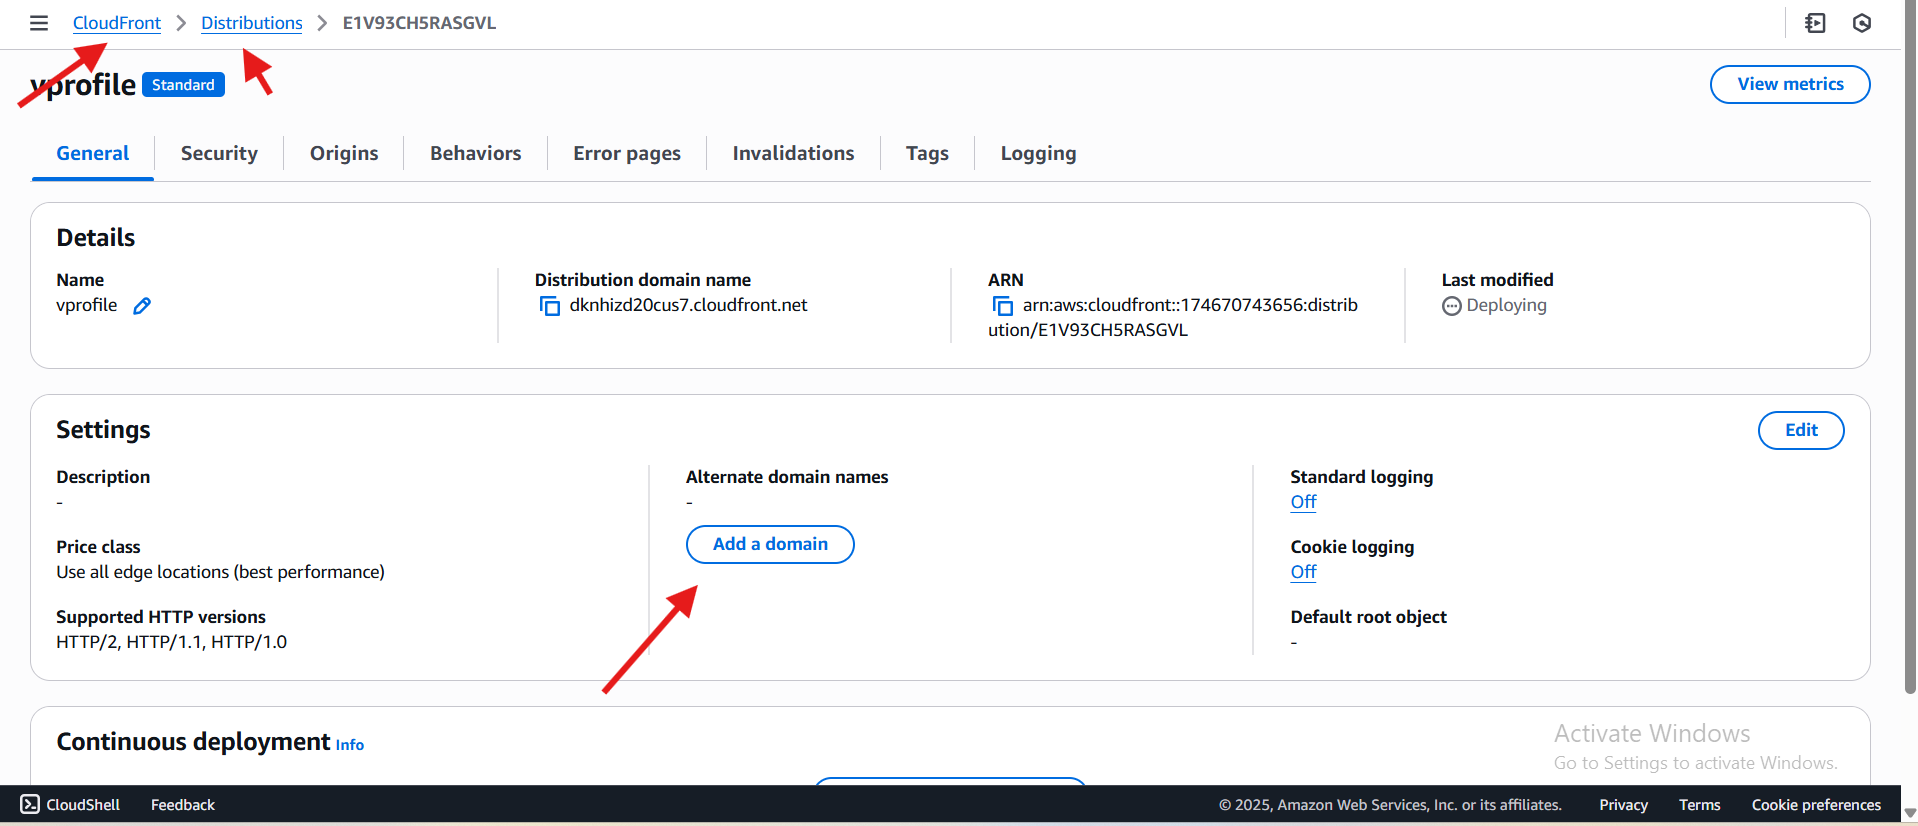 CloudFront > Distributions > E1V93CH5RASGVL
vprofile Standard
View metrics
General Security Origins Behaviors Error pages Invalidations Tags Logging
Details
Name
vprofile
Distribution domain name
dknhizd20cus7.cloudfront.net
ARN
arn:aws:cloudfront::174670743656:distrib
ution/E1V93CH5RASGVL
Last modified
Deploying
Settings
Edit
Description
-
Price class
Use all edge locations (best performance)
Supported HTTP versions
HTTP/2, HTTP/1.1, HTTP/1.0
Alternate domain names
-
Add a domain
Standard logging
Off
Cookie logging
Off
Default root object
-
Continuous deployment Info
Activate Windows
Go to Settings to activate Windows.
CloudShell Feedback © 2025, Amazon Web Services, Inc. or its affiliates. Privacy Terms Cookie preferences